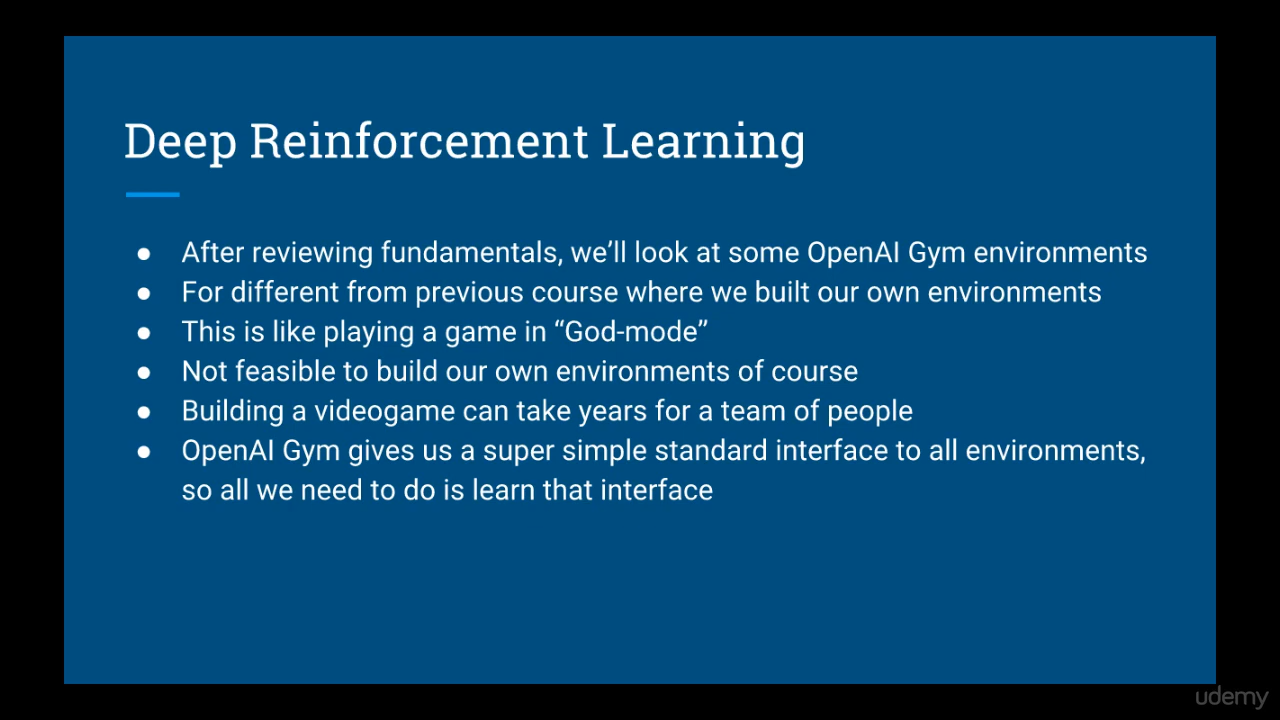 Deep Reinforcement Learning
● After reviewing fundamentals, we’ll look at some OpenAI Gym environments
● For different from previous course where we built our own environments
● This is like playing a game in “God-mode”
● Not feasible to build our own environments of course
● Building a videogame can take years for a team of people
● OpenAI Gym gives us a super simple standard interface to all environments,
so all we need to do is learn that interface
udemy